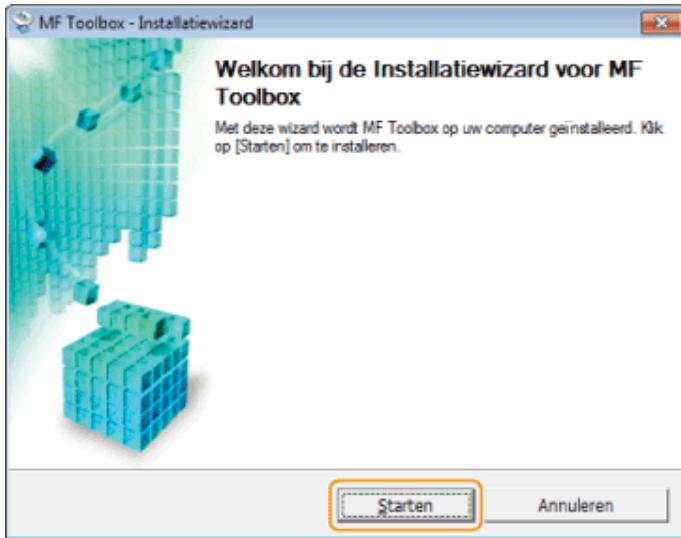 MF Toolbox - Installatiewizard
Welkom bij de Installatiewizard voor MF
Toolbox
Met deze wizard wordt MF Toolbox op uw computer geïnstalleerd. Klik
op [Starten] om te installeren.
Starten
Annuleren